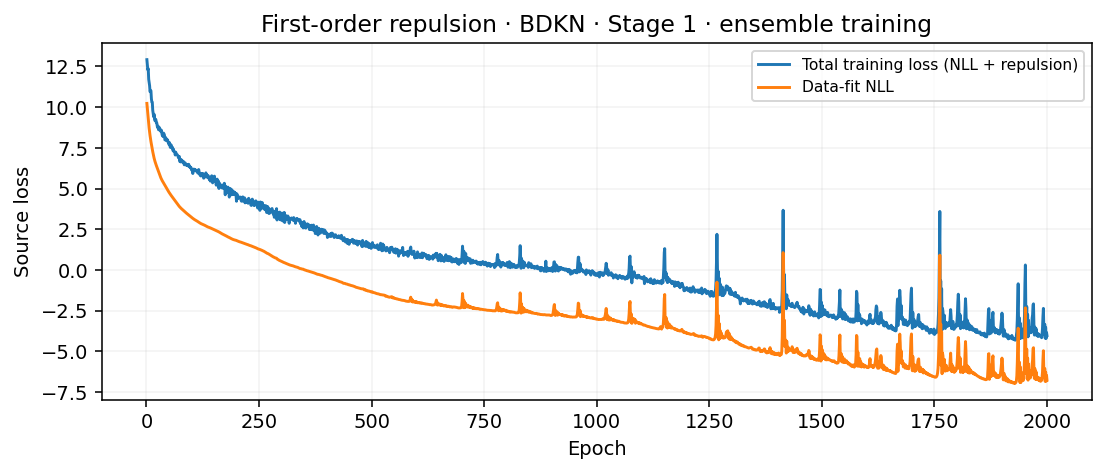 First-order repulsion · BDKN · Stage 1 · ensemble training
Total training loss (NLL + repulsion)
Data-fit NLL
Source loss
12.5
10.0
7.5
5.0
2.5
0.0
−2.5
−5.0
−7.5
0 250 500 750 1000 1250 1500 1750 2000
Epoch